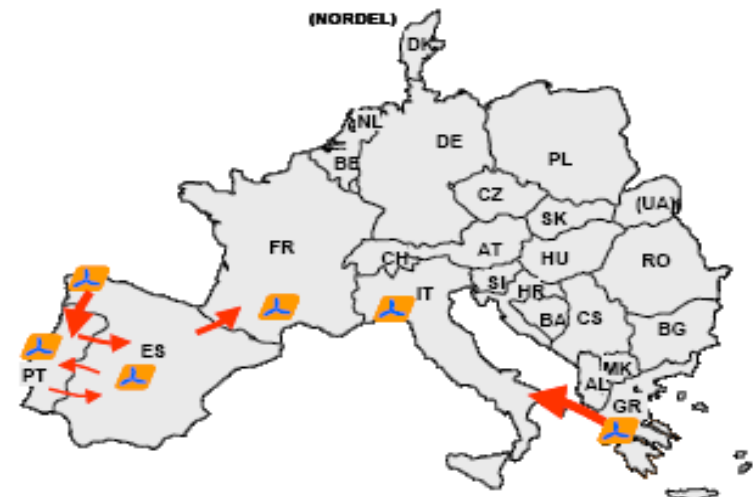 (NORDEL)
DK
NL
BE
DE
PL
CZ
SK
(UA)
FR
CH
AT
HU
RO
SI
HR
IT
BA
CS
BG
ES
PT
MK
AL
GR